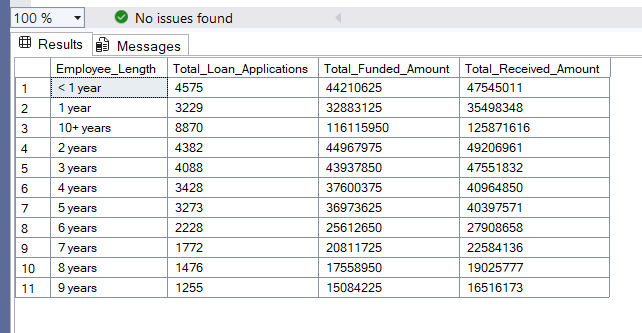 100 % No issues found
Results Messages
Employee_Length Total_Loan_Applications Total_Funded_Amount Total_Received_Amount
1 < 1 year 4575 44210625 47545011
2 1 year 3229 32883125 35498348
3 10+ years 8870 116115950 125871616
4 2 years 4382 44967975 49206961
5 3 years 4088 43937850 47551832
6 4 years 3428 37600375 40964850
7 5 years 3273 36973625 40397571
8 6 years 2228 25612650 27908658
9 7 years 1772 20811725 22584136
10 8 years 1476 17558950 19025777
11 9 years 1255 15084225 16516173